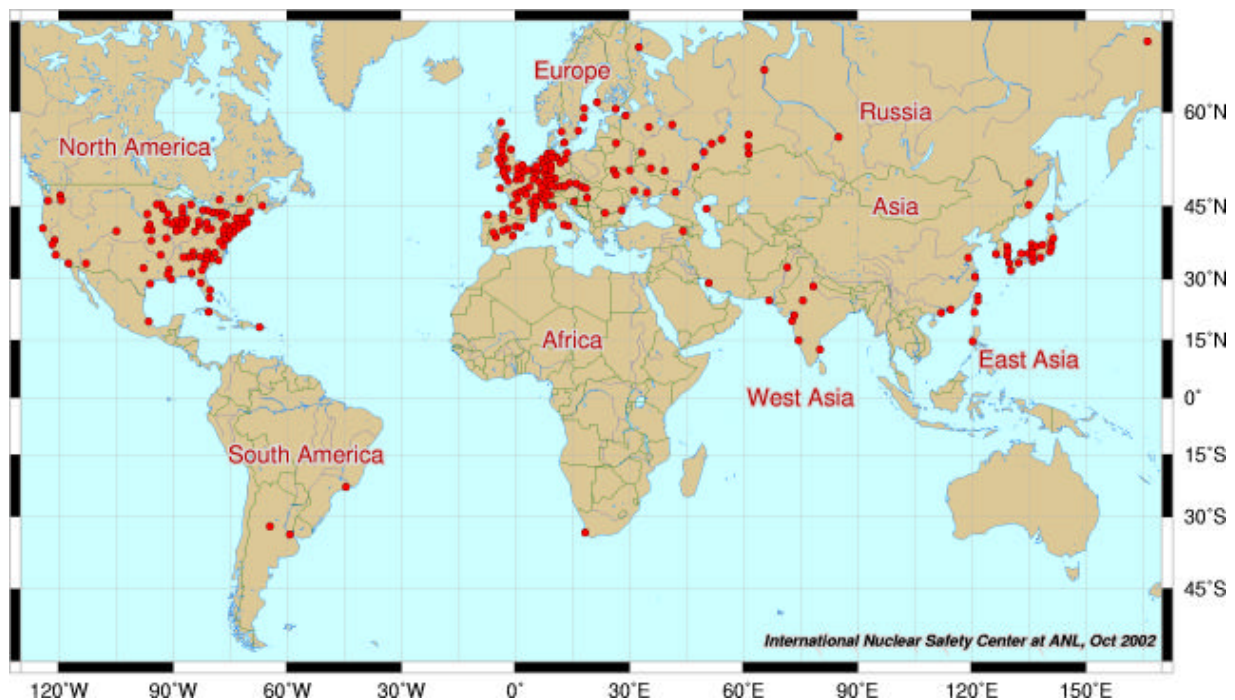 Europe
60°N
Russia
North America
45°N
Asia
30°N
Africa
15°N
East Asia
West Asia
0°
South America
15°S
30°S
45°S
International Nuclear Safety Center at ANL, Oct 2002
120°W 90°W 60°W 0° 30°E 60°E 90°E 120°E 150°E